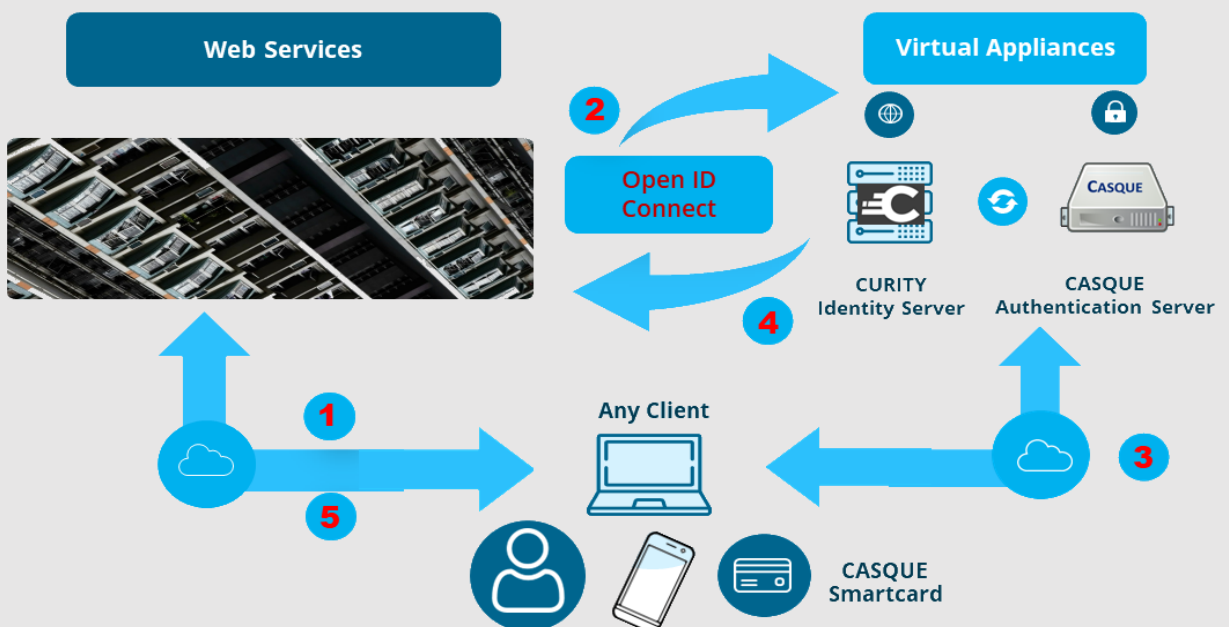 Web Services
Virtual Appliances
2
Open ID
Connect
CASQUE
CURITY
Identity Server
CASQUE
Authentication Server
4
1
Any Client
3
5
CASQUE
Smartcard